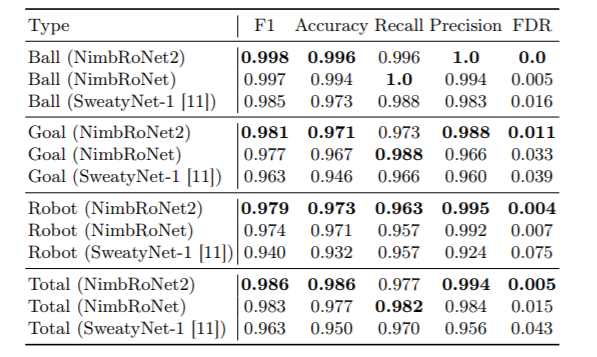 Type F1 Accuracy Recall Precision FDR
Ball (NimbRoNet2) 0.998 0.996 0.996 1.0 0.0
Ball (NimbRoNet) 0.997 0.994 1.0 0.994 0.005
Ball (SweatyNet-1 [11]) 0.985 0.973 0.988 0.983 0.016
Goal (NimbRoNet2) 0.981 0.971 0.973 0.988 0.011
Goal (NimbRoNet) 0.977 0.967 0.988 0.966 0.033
Goal (SweatyNet-1 [11]) 0.963 0.946 0.966 0.960 0.039
Robot (NimbRoNet2) 0.979 0.973 0.963 0.995 0.004
Robot (NimbRoNet) 0.974 0.971 0.957 0.992 0.007
Robot (SweatyNet-1 [11]) 0.940 0.932 0.957 0.924 0.075
Total (NimbRoNet2) 0.986 0.986 0.977 0.994 0.005
Total (NimbRoNet) 0.983 0.977 0.982 0.984 0.015
Total (SweatyNet-1 [11]) 0.963 0.950 0.970 0.956 0.043